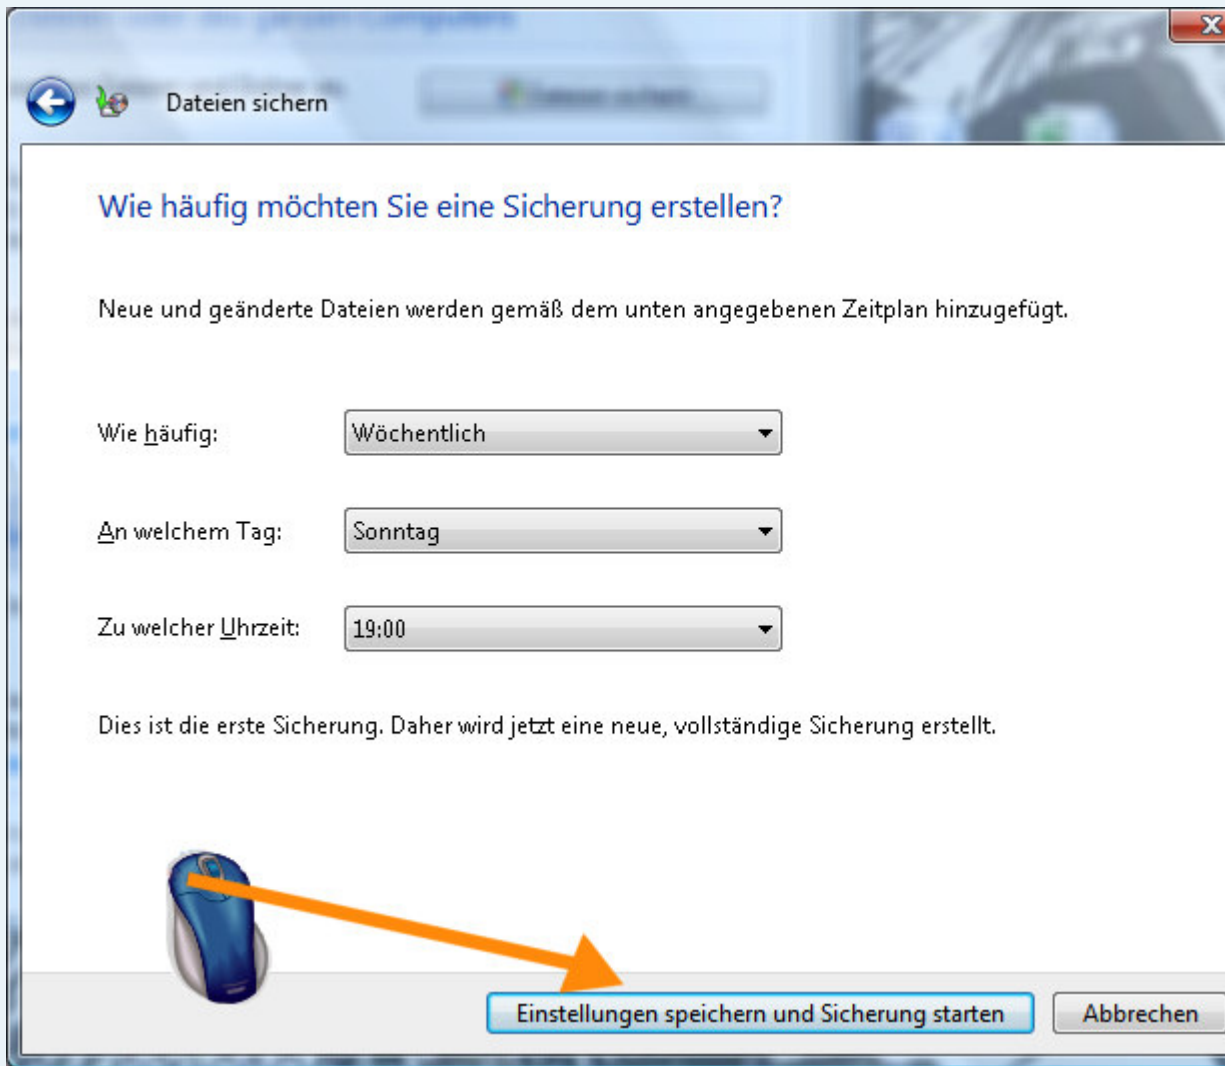 Dateien sichern
Wie häufig möchten Sie eine Sicherung erstellen?
Neue und geänderte Dateien werden gemäß dem unten angegebenen Zeitplan hinzugefügt.
Wie häufig: Wöchentlich
An welchem Tag: Sonntag
Zu welcher Uhrzeit: 19:00
Dies ist die erste Sicherung. Daher wird jetzt eine neue, vollständige Sicherung erstellt.
Einstellungen speichern und Sicherung starten Abbrechen